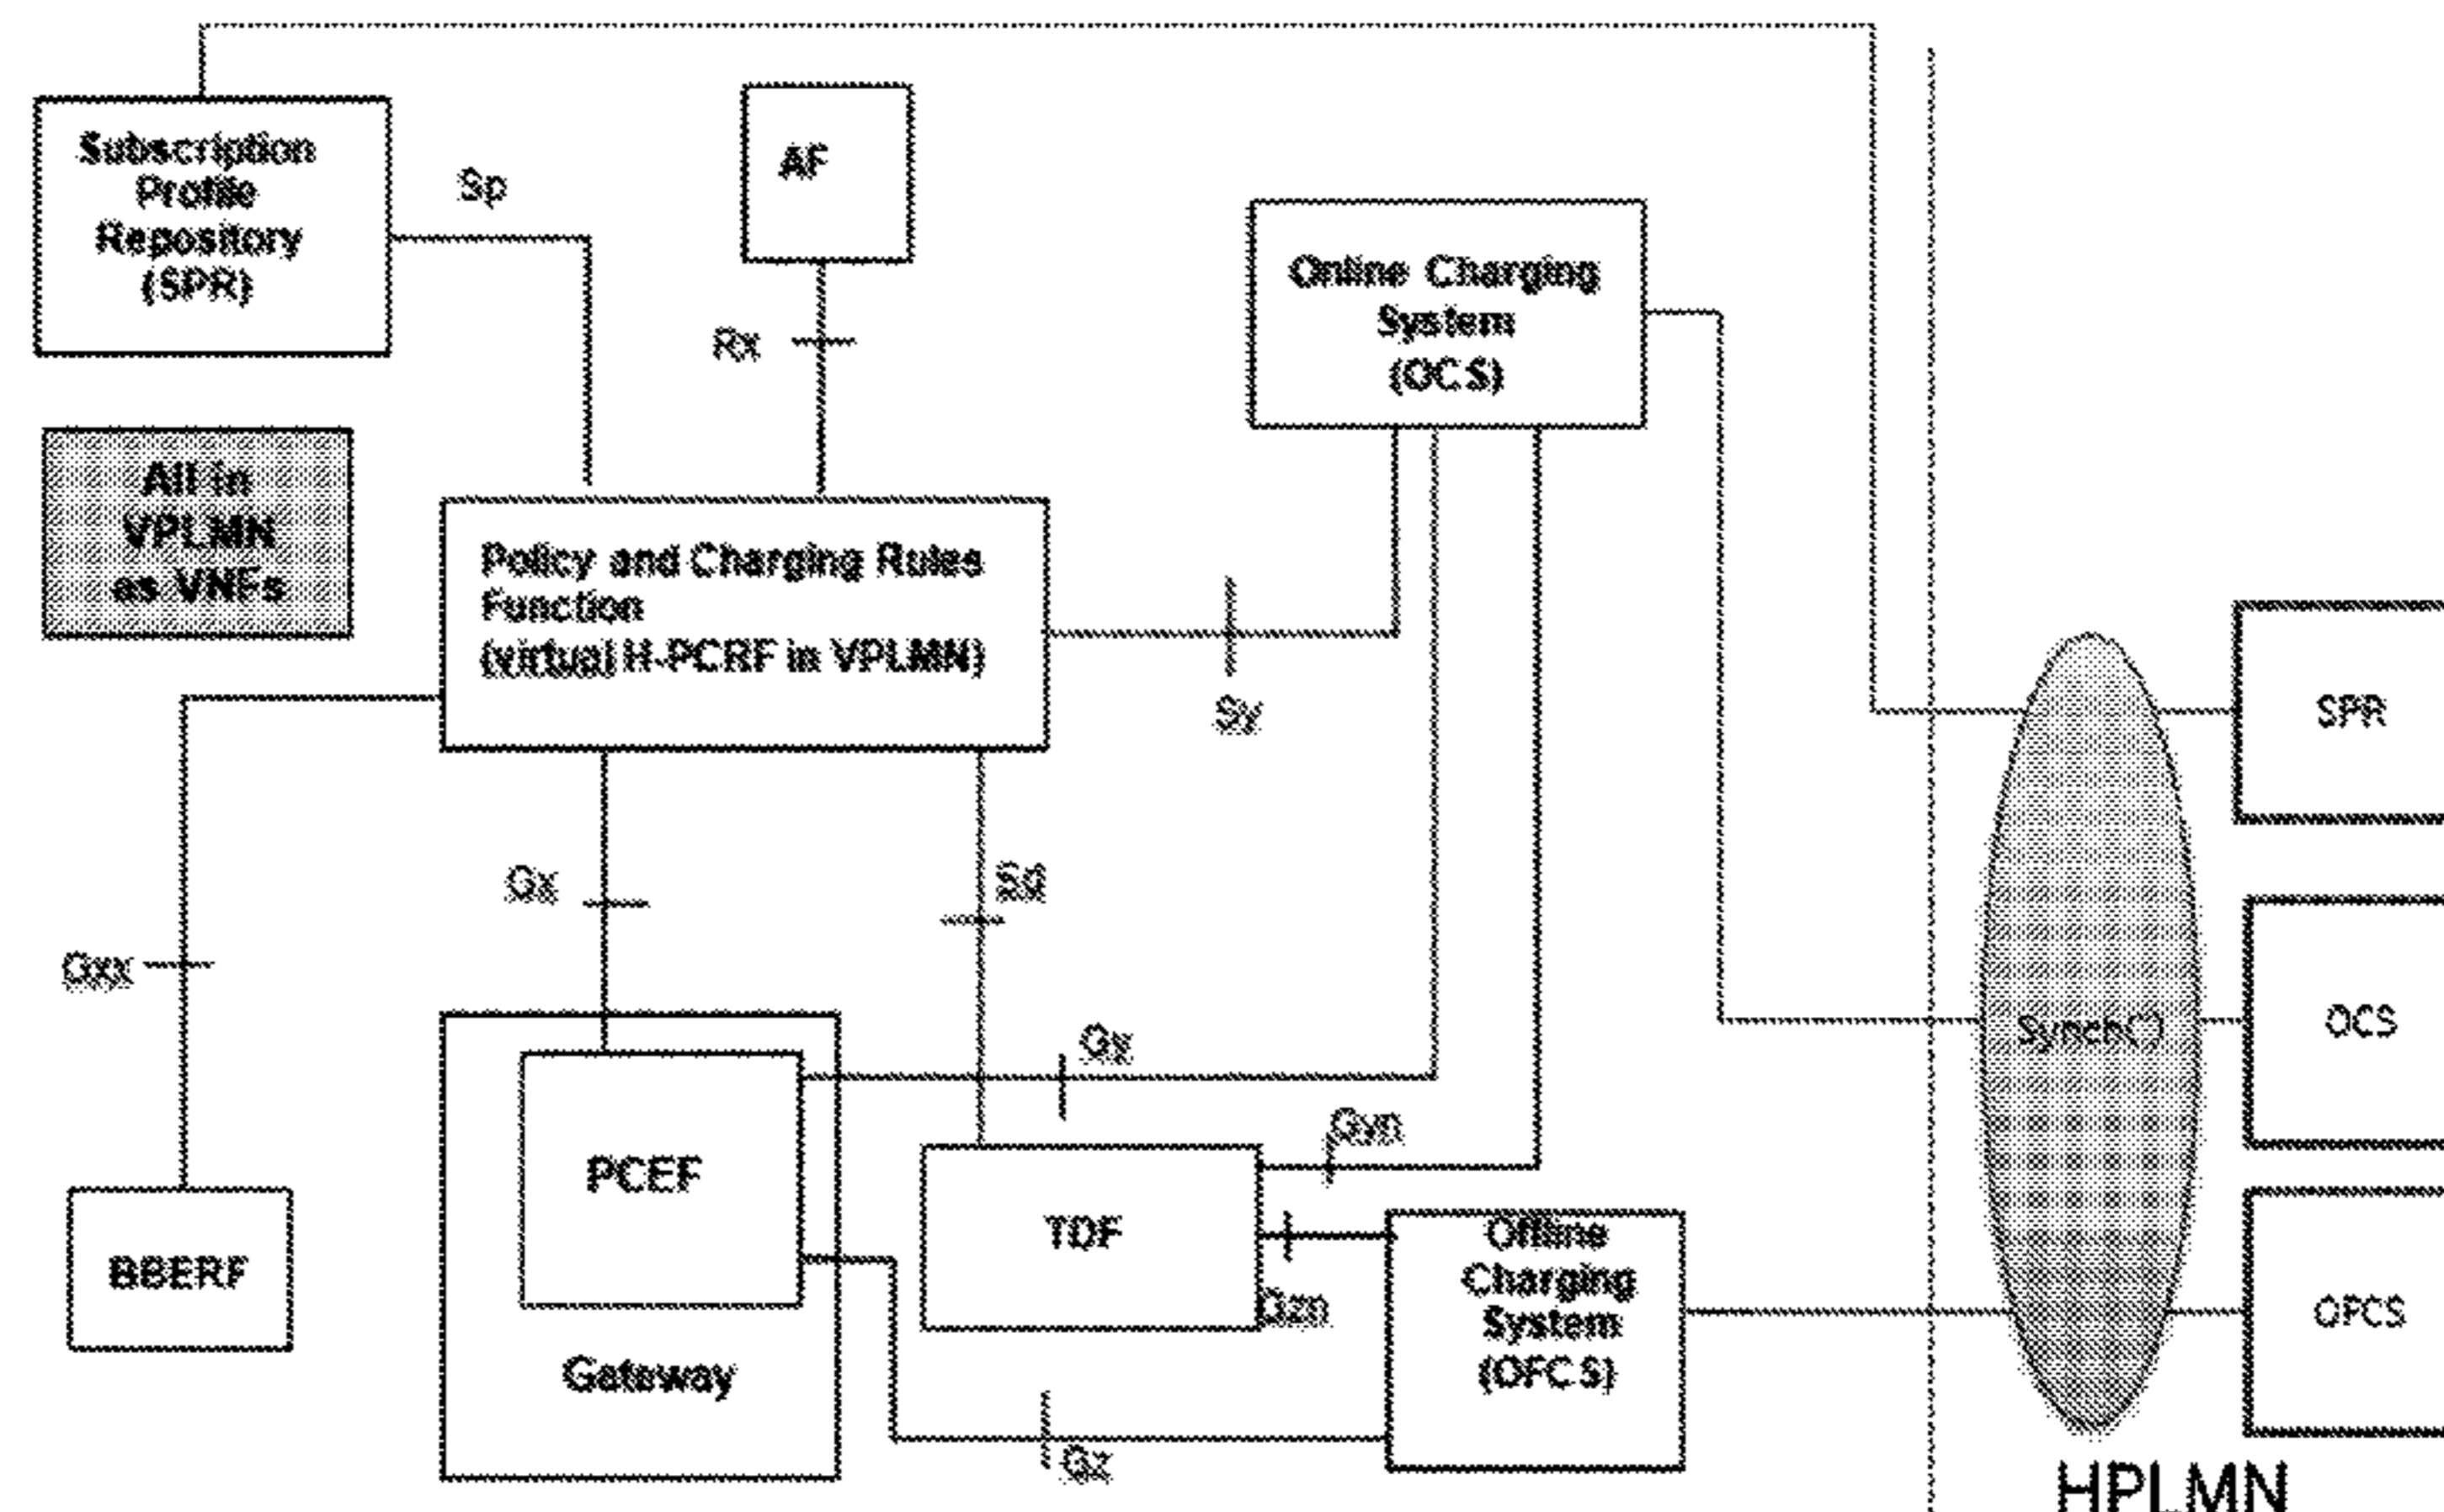 Subscription
Profile
Repository
(SPR)
Sp
AF
Rx
Online Charging
System
(OCS)
All in
VPLMN
as VNFs
Policy and Charging Rules
Function
(virtual H-PCRF in VPLMN)
Sy
SPR
Gx
Sd
Gxx
Gy
Synch()
OCS
Gyn
PCEF
TDF
BBERF
Gzn
Offline
Charging
System
(OFCS)
OFCS
Gateway
Gz
HPLMN